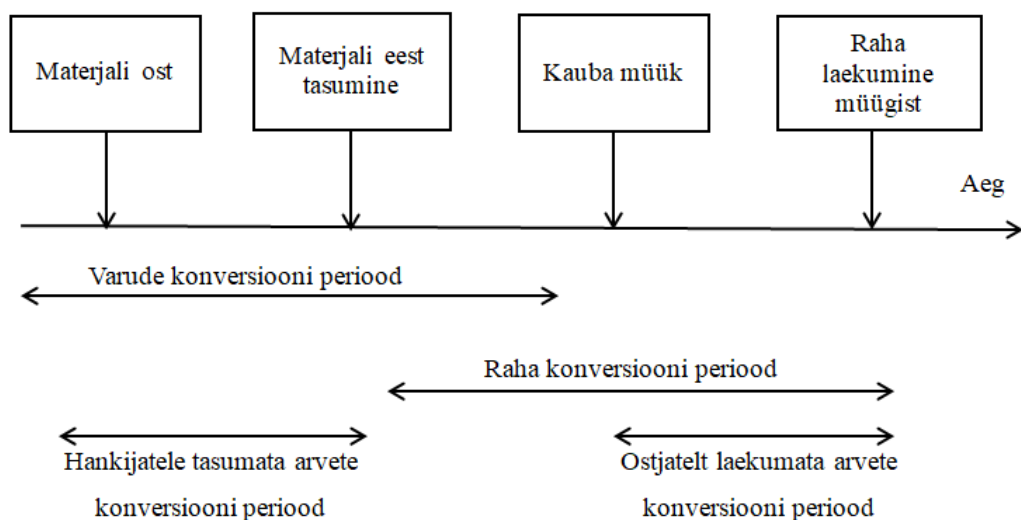 Materjali ost
Materjali eest
tasumine
Kauba müük
Raha
laekumine
müügist
Aeg
Varude konversiooni periood
Raha konversiooni periood
Hankijatele tasumata arvete
konversiooni periood
Ostjatelt laekumata arvete
konversiooni periood